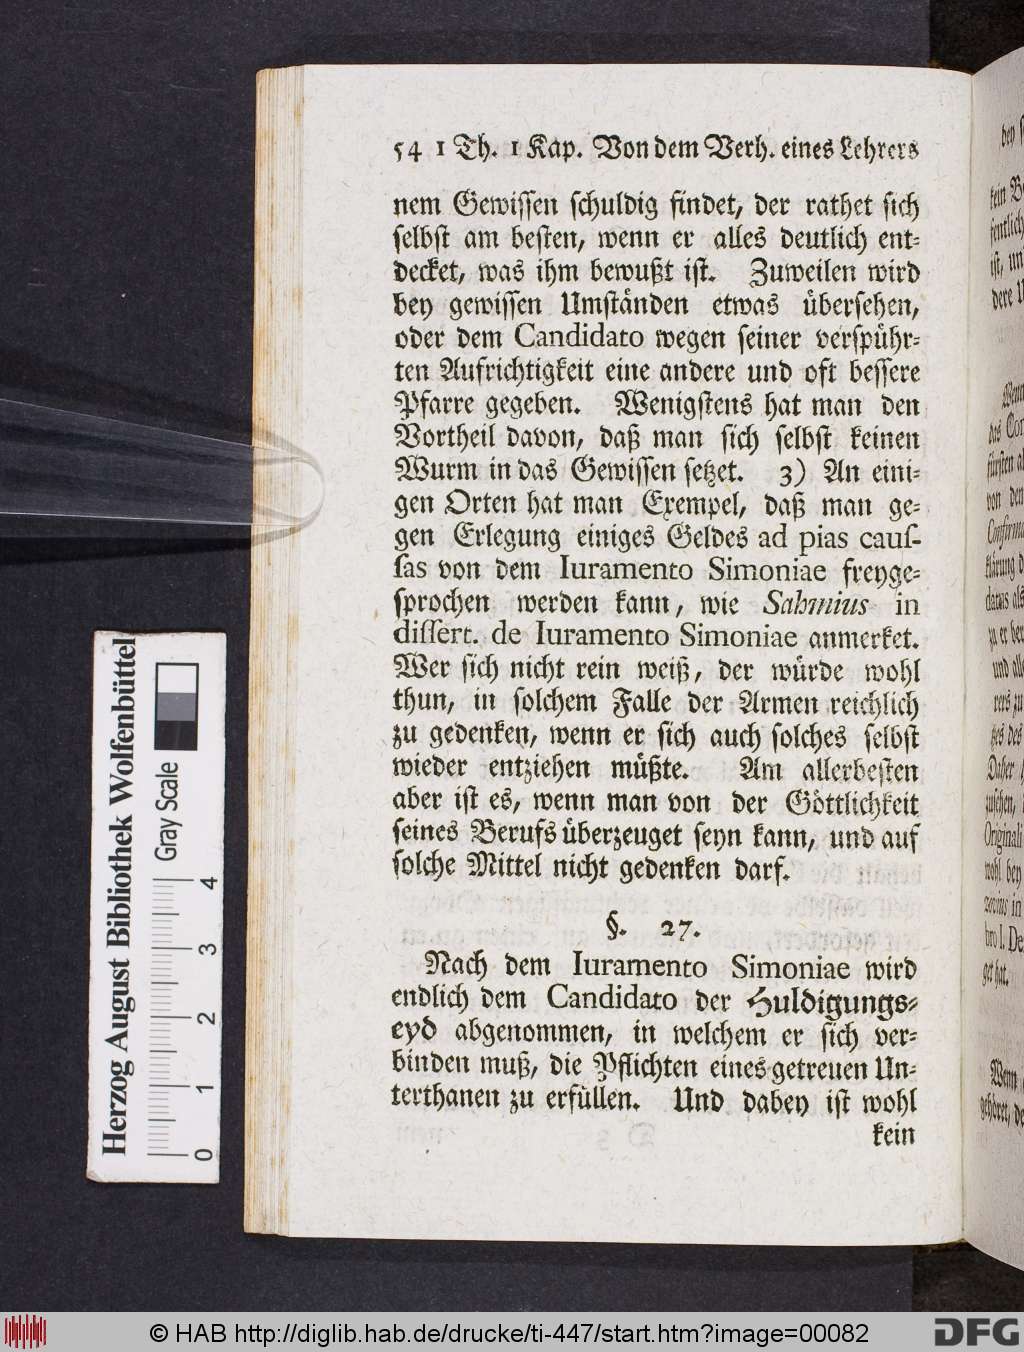 54 1 Th. 1 Kap. Von dem Verh. eines Lehrers
nem Gewiſſen ſchuldig findet, der rathet ſich
ſelbſt am beſten, wenn er alles deutlich ent-
decket, was ihm bewußt iſt. Zuweilen wird
bey gewiſſen Umſtänden etwas überſehen,
oder dem Candidato wegen ſeiner verſpühr-
ten Aufrichtigkeit eine andere und oft beſſere
Pfarre gegeben. Wenigſtens hat man den
Vortheil davon, daß man ſich ſelbſt keinen
Wurm in das Gewiſſen ſetzet. 3) An eini-
gen Orten hat man Exempel, daß man ge-
gen Erlegung einiges Geldes ad pias cauſ-
ſas von dem Iuramento Simoniae freyge-
ſprochen werden kann, wie Sahmius in
diſſert. de Iuramento Simoniae anmerket.
Wer ſich nicht rein weiß, der würde wohl
thun, in ſolchem Falle der Armen reichlich
zu gedenken, wenn er ſich auch ſolches ſelbſt
wieder entziehen müßte. Am allerbeſten
aber iſt es, wenn man von der Göttlichkeit
ſeines Berufs überzeuget ſeyn kann, und auf
ſolche Mittel nicht gedenken darf.
§. 27.
Nach dem Iuramento Simoniae wird
endlich dem Candidato der Huldigungs-
eyd abgenommen, in welchem er ſich ver-
binden muß, die Pflichten eines getreuen Un-
terthanen zu erfüllen. Und dabey iſt wohl
kein
Herzog August Bibliothek Wolfenbüttel
Gray Scale
0 1 2 3 4
© HAB http://diglib.hab.de/drucke/ti-447/start.htm?image=00082
DFG